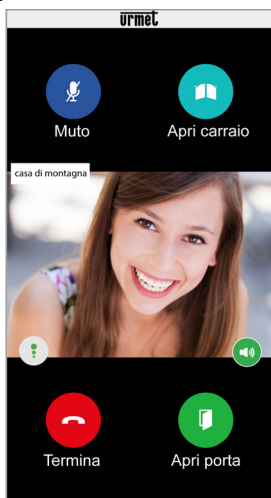 urmet
Muto
Apri carraio
casa di montagna
Termina
Apri porta